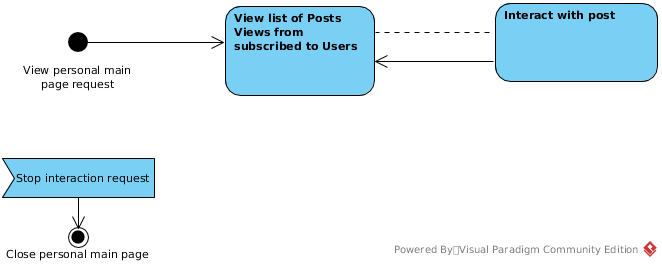 View list of Posts
Views from
subscribed to Users
Interact with post
View personal main
page request
Stop interaction request
Close personal main page
Powered By Visual Paradigm Community Edition